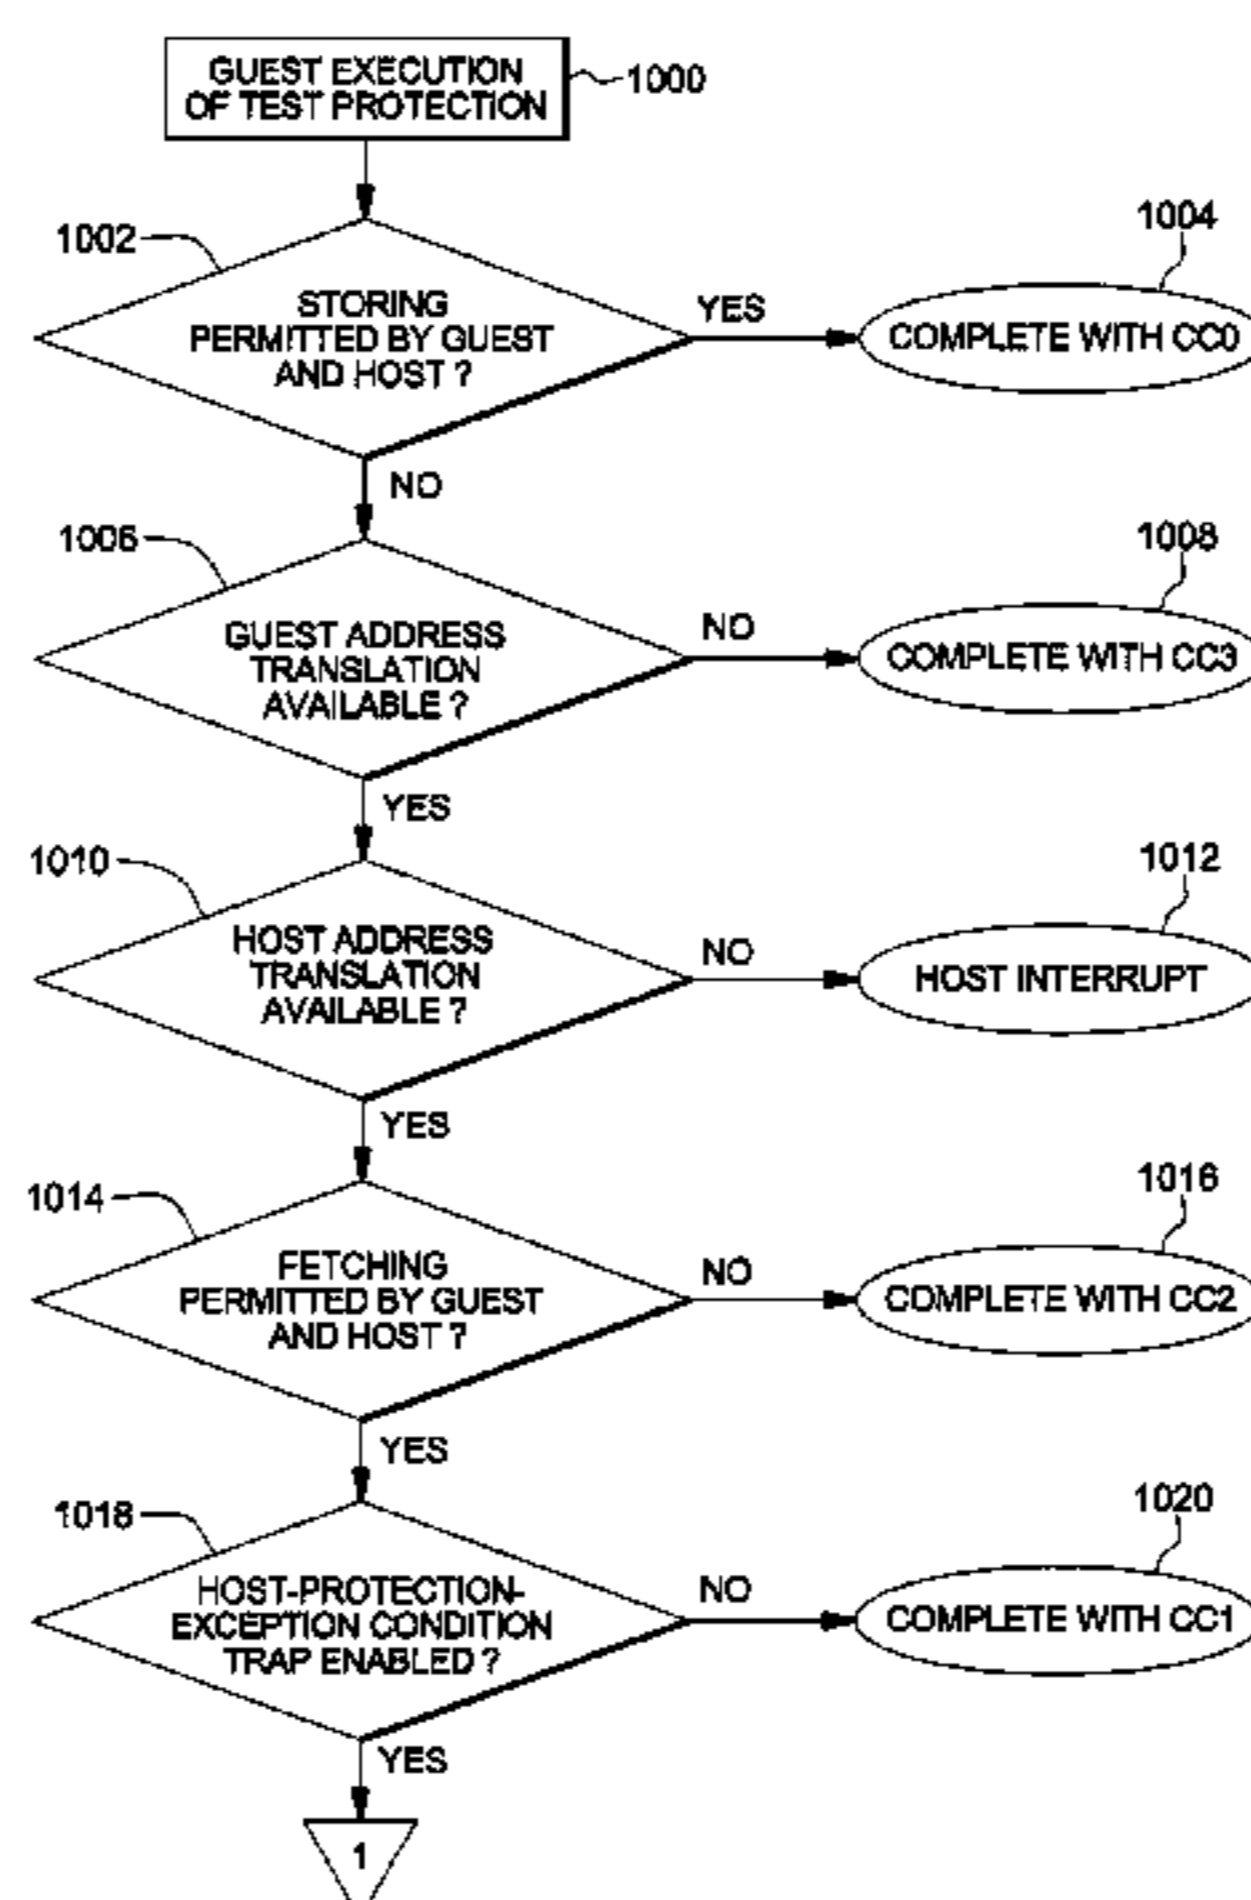 GUEST EXECUTION
OF TEST PROTECTION
1000
1002
STORING
PERMITTED BY GUEST
AND HOST ?
YES
1004
COMPLETE WITH CC0
NO
1006
GUEST ADDRESS
TRANSLATION
AVAILABLE ?
NO
1008
COMPLETE WITH CC3
YES
1010
HOST ADDRESS
TRANSLATION
AVAILABLE ?
NO
1012
HOST INTERRUPT
YES
1014
FETCHING
PERMITTED BY GUEST
AND HOST ?
NO
1016
COMPLETE WITH CC2
YES
1018
HOST-PROTECTION-
EXCEPTION CONDITION
TRAP ENABLED ?
NO
1020
COMPLETE WITH CC1
YES
1